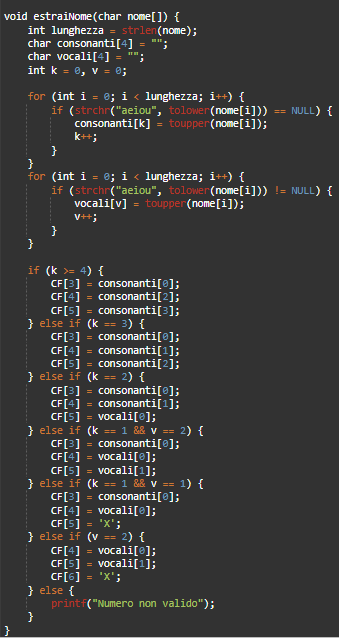 void estraiNome(char nome[]) {
int lunghezza = strlen(nome);
char consonanti[4] = "";
char vocali[4] = "";
int k = 0, v = 0;
for (int i = 0; i < lunghezza; i++) {
if (strchr("aeiou", tolower(nome[i])) == NULL) {
consonanti[k] = toupper(nome[i]);
k++;
}
}
for (int i = 0; i < lunghezza; i++) {
if (strchr("aeiou", tolower(nome[i])) != NULL) {
vocali[v] = toupper(nome[i]);
v++;
}
}
if (k >= 4) {
CF[3] = consonanti[0];
CF[4] = consonanti[2];
CF[5] = consonanti[3];
} else if (k == 3) {
CF[3] = consonanti[0];
CF[4] = consonanti[1];
CF[5] = consonanti[2];
} else if (k == 2) {
CF[3] = consonanti[0];
CF[4] = consonanti[1];
CF[5] = vocali[0];
} else if (k == 1 && v == 2) {
CF[3] = consonanti[0];
CF[4] = vocali[0];
CF[5] = vocali[1];
} else if (k == 1 && v == 1) {
CF[3] = consonanti[0];
CF[4] = vocali[0];
CF[5] = 'X';
} else if (v == 2) {
CF[4] = vocali[0];
CF[5] = vocali[1];
CF[6] = 'X';
} else {
printf("Numero non valido");
}
}